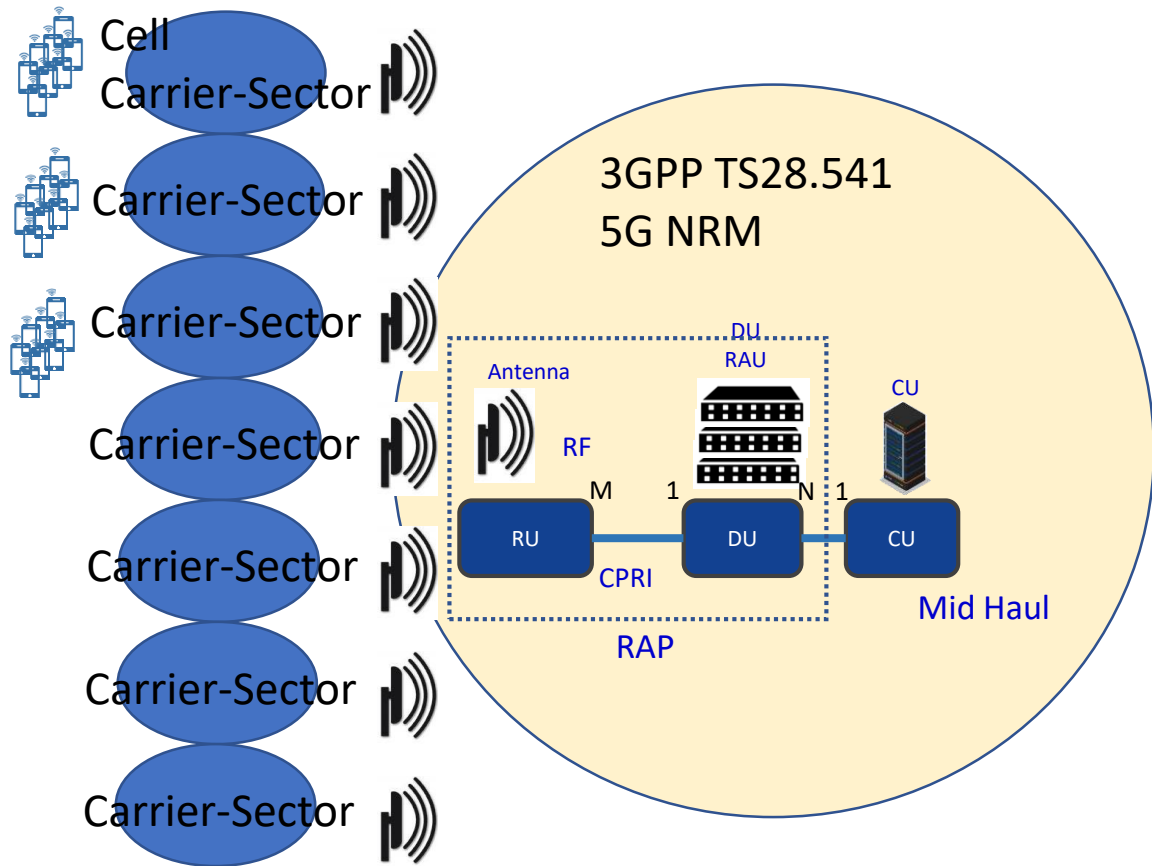 Cell
Carrier-Sector
Carrier-Sector
Carrier-Sector
Carrier-Sector
Carrier-Sector
Carrier-Sector
Carrier-Sector
3GPP TS28.541
5G NRM
DU
RAU
Antenna
CU
RF
M
1
N
1
RU
DU
CU
CPRI
Mid Haul
RAP